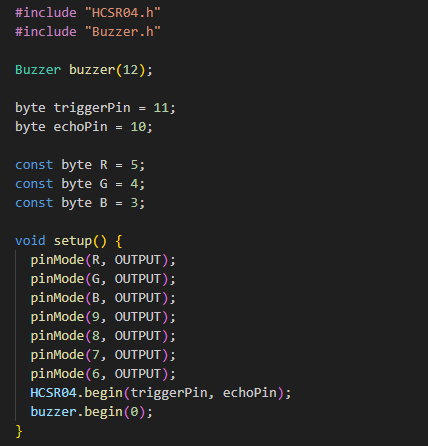 #include "HCSR04.h"
#include "Buzzer.h"

Buzzer buzzer(12);

byte triggerPin = 11;
byte echoPin = 10;

const byte R = 5;
const byte G = 4;
const byte B = 3;

void setup() {
  pinMode(R, OUTPUT);
  pinMode(G, OUTPUT);
  pinMode(B, OUTPUT);
  pinMode(9, OUTPUT);
  pinMode(8, OUTPUT);
  pinMode(7, OUTPUT);
  pinMode(6, OUTPUT);
  HCSR04.begin(triggerPin, echoPin);
  buzzer.begin(0);
}